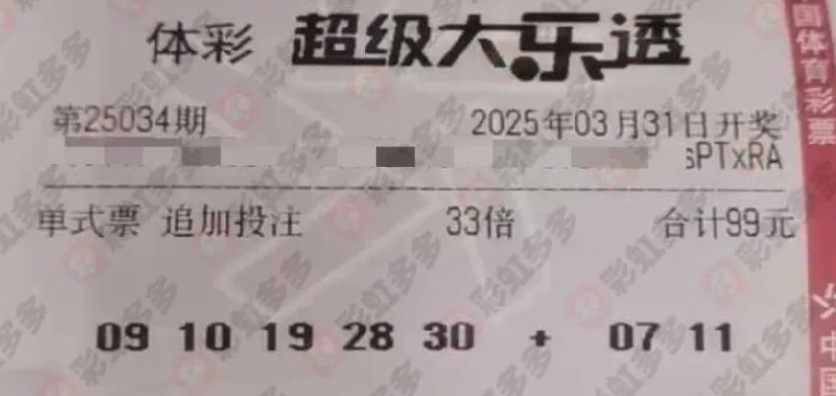 体彩 超级大乐透
第25034期 2025年03月31日开奖
sPTxRA
单式票 追加投注 33倍 合计99元
09 10 19 28 30 + 07 11
国体育彩票
中国
彩虹多多